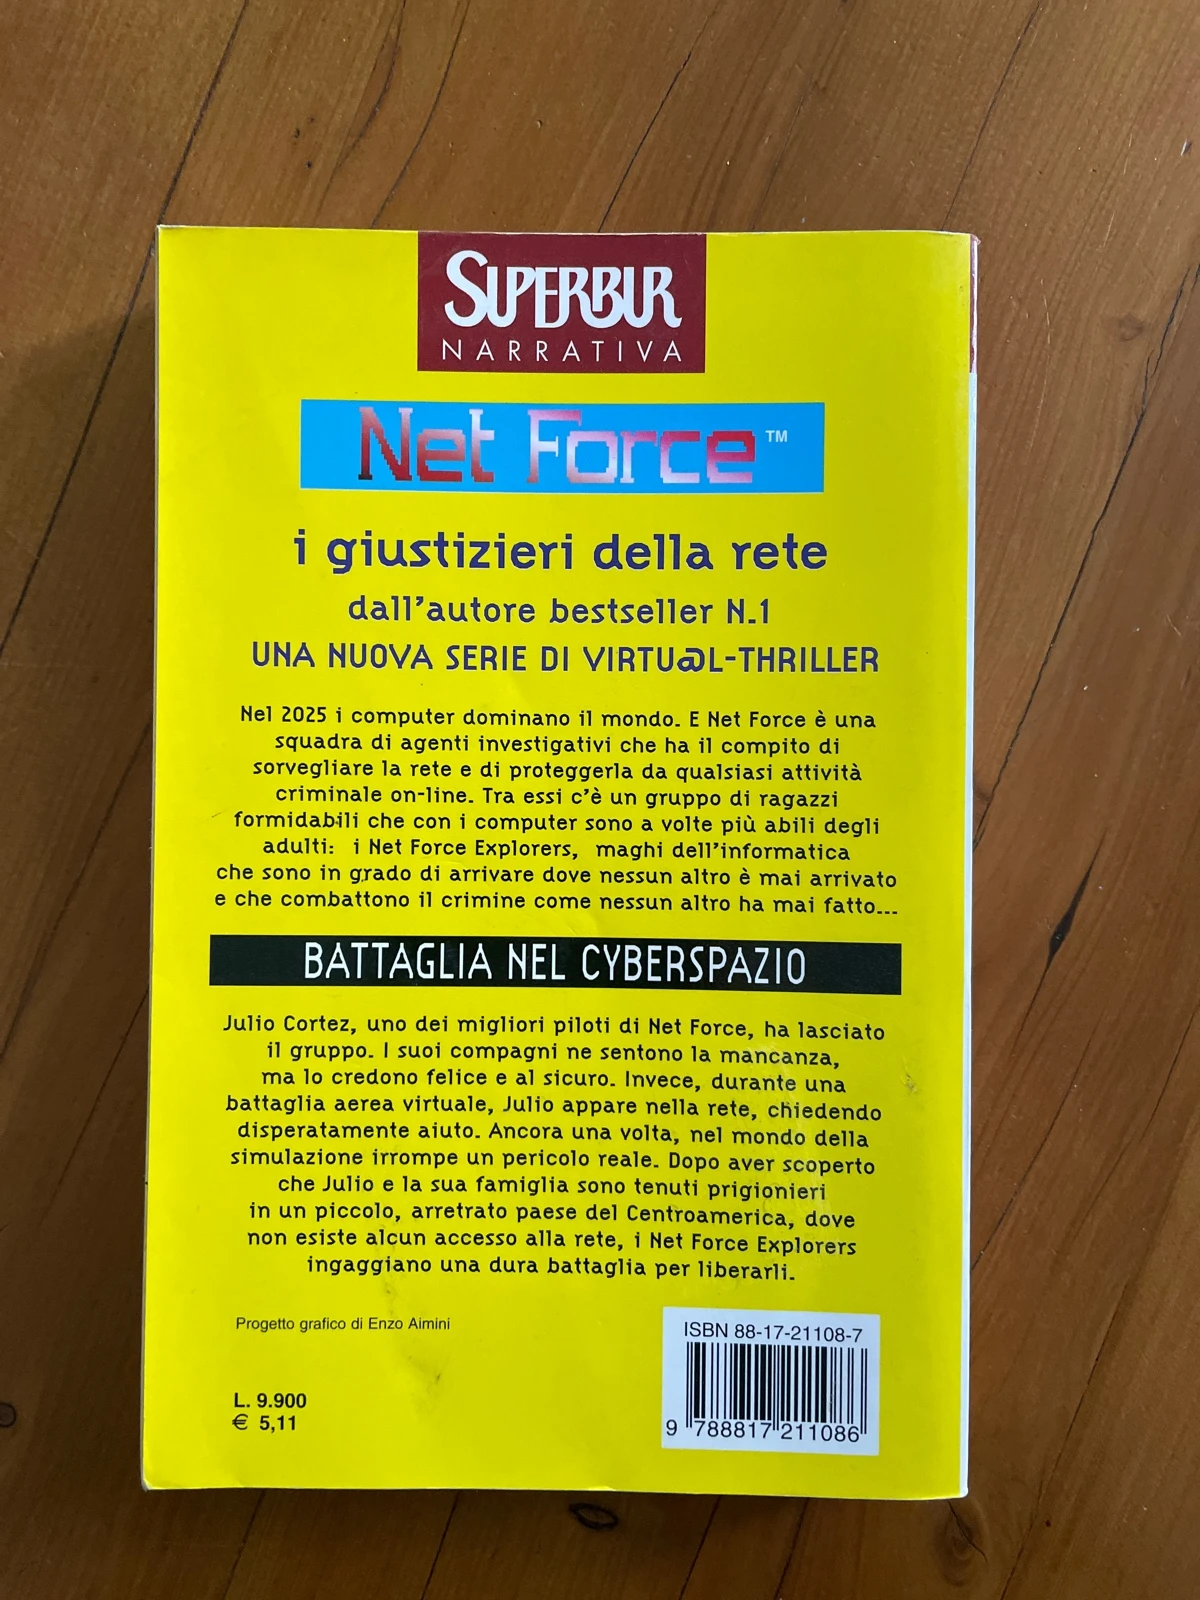 SUPERBUR
NARRATIVA
Net Force™
i giustizieri della rete
dall'autore bestseller N.1
UNA NUOVA SERIE DI VIRTU@L-THRILLER
Nel 2025 i computer dominano il mondo. E Net Force è una
squadra di agenti investigativi che ha il compito di
sorvegliare la rete e di proteggerla da qualsiasi attività
criminale on-line. Tra essi c'è un gruppo di ragazzi
formidabili che con i computer sono a volte più abili degli
adulti: i Net Force Explorers, maghi dell'informatica
che sono in grado di arrivare dove nessun altro è mai arrivato
e che combattono il crimine come nessun altro ha mai fatto...
BATTAGLIA NEL CYBERSPAZIO
Julio Cortez, uno dei migliori piloti di Net Force, ha lasciato
il gruppo. I suoi compagni ne sentono la mancanza,
ma lo credono felice e al sicuro. Invece, durante una
battaglia aerea virtuale, Julio appare nella rete, chiedendo
disperatamente aiuto. Ancora una volta, nel mondo della
simulazione irrompe un pericolo reale. Dopo aver scoperto
che Julio e la sua famiglia sono tenuti prigionieri
in un piccolo, arretrato paese del Centroamerica, dove
non esiste alcun accesso alla rete, i Net Force Explorers
ingaggiano una dura battaglia per liberarli.
Progetto grafico di Enzo Aimini
L. 9.900
€ 5,11
ISBN 88-17-21108-7
9 788817 211086